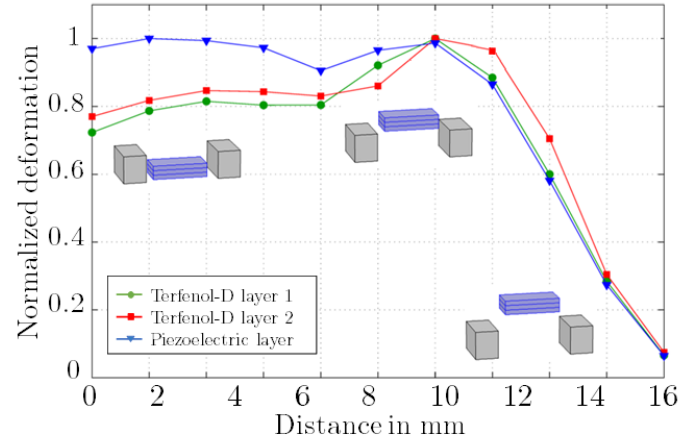 Normalized deformation
1
0.8
0.6
0.4
0.2
0
Terfenol-D layer 1
Terfenol-D layer 2
Piezoelectric layer
0 2 4 6 8 10 12 14 16
Distance in mm